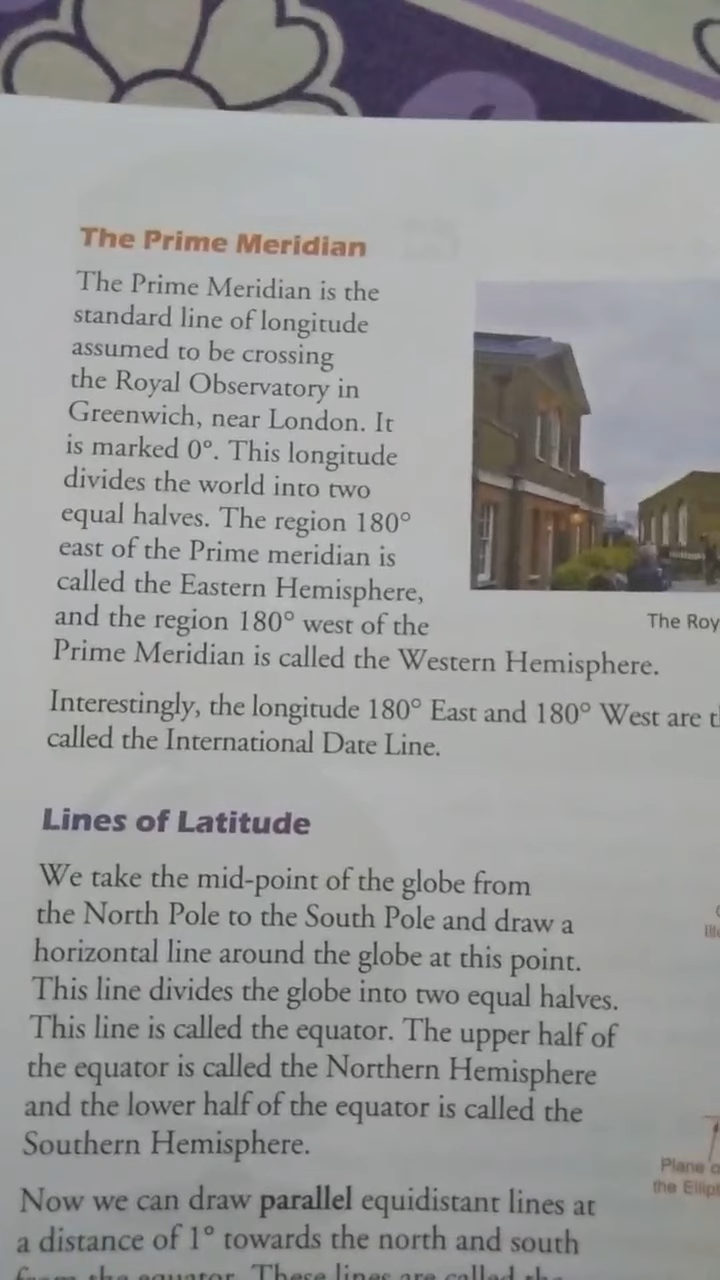 The Prime Meridian
The Prime Meridian is the
standard line of longitude
assumed to be crossing
the Royal Observatory in
Greenwich, near London. It
is marked 0°. This longitude
divides the world into two
equal halves. The region 180°
east of the Prime meridian is
called the Eastern Hemisphere,
and the region 180° west of the
Prime Meridian is called the Western Hemisphere.
The Roy
Interestingly, the longitude 180° East and 180° West are
called the International Date Line.
Lines of Latitude
We take the mid-point of the globe from
the North Pole to the South Pole and draw a
horizontal line around the globe at this point.
This line divides the globe into two equal halves.
This line is called the equator. The upper half of
the equator is called the Northern Hemisphere
and the lower half of the equator is called the
Southern Hemisphere.
Plane
the
Now we can draw parallel equidistant lines at
a distance of 1° towards the north and south
from the equator. These lines are called the